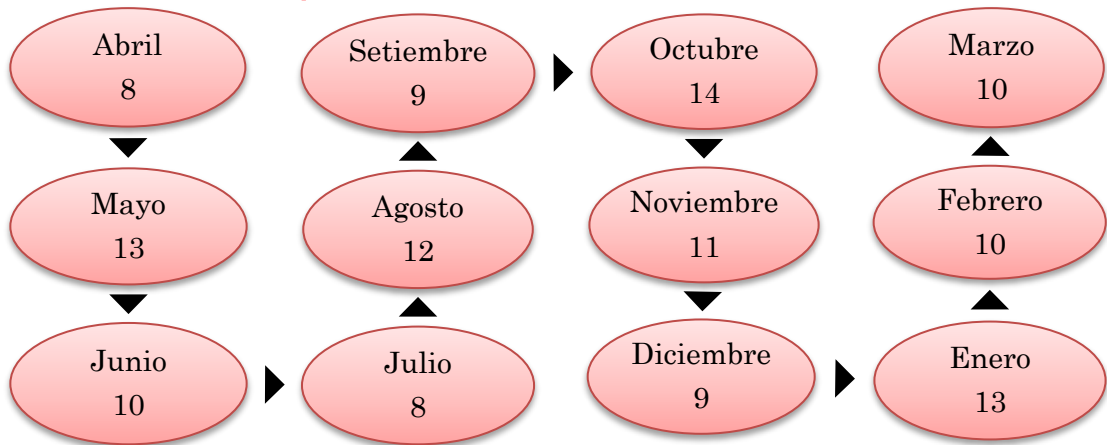 Abril
8
Mayo
13
Junio
10
Julio
8
Agosto
12
Setiembre
9
Octubre
14
Noviembre
11
Diciembre
9
Enero
13
Febrero
10
Marzo
10